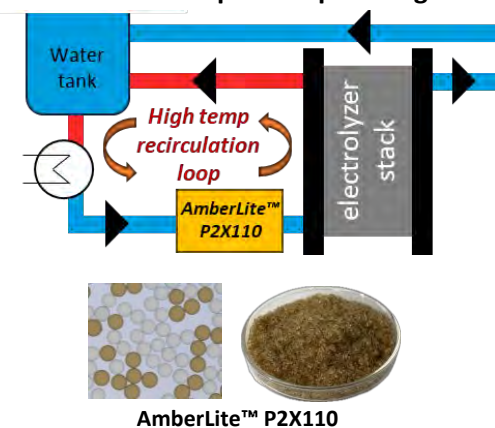 Water
tank
High temp
recirculation
loop
AmberLite™
P2X110
electrolyzer
stack
AmberLite™ P2X110